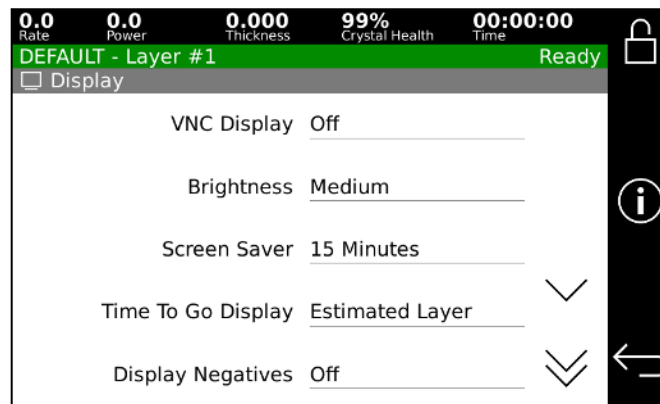 0.0 0.0 0.000 99% 00:00:00
Rate Power Thickness Crystal Health Time
DEFAULT - Layer #1 Ready
Display
VNC Display Off
Brightness Medium
Screen Saver 15 Minutes
Time To Go Display Estimated Layer
Display Negatives Off